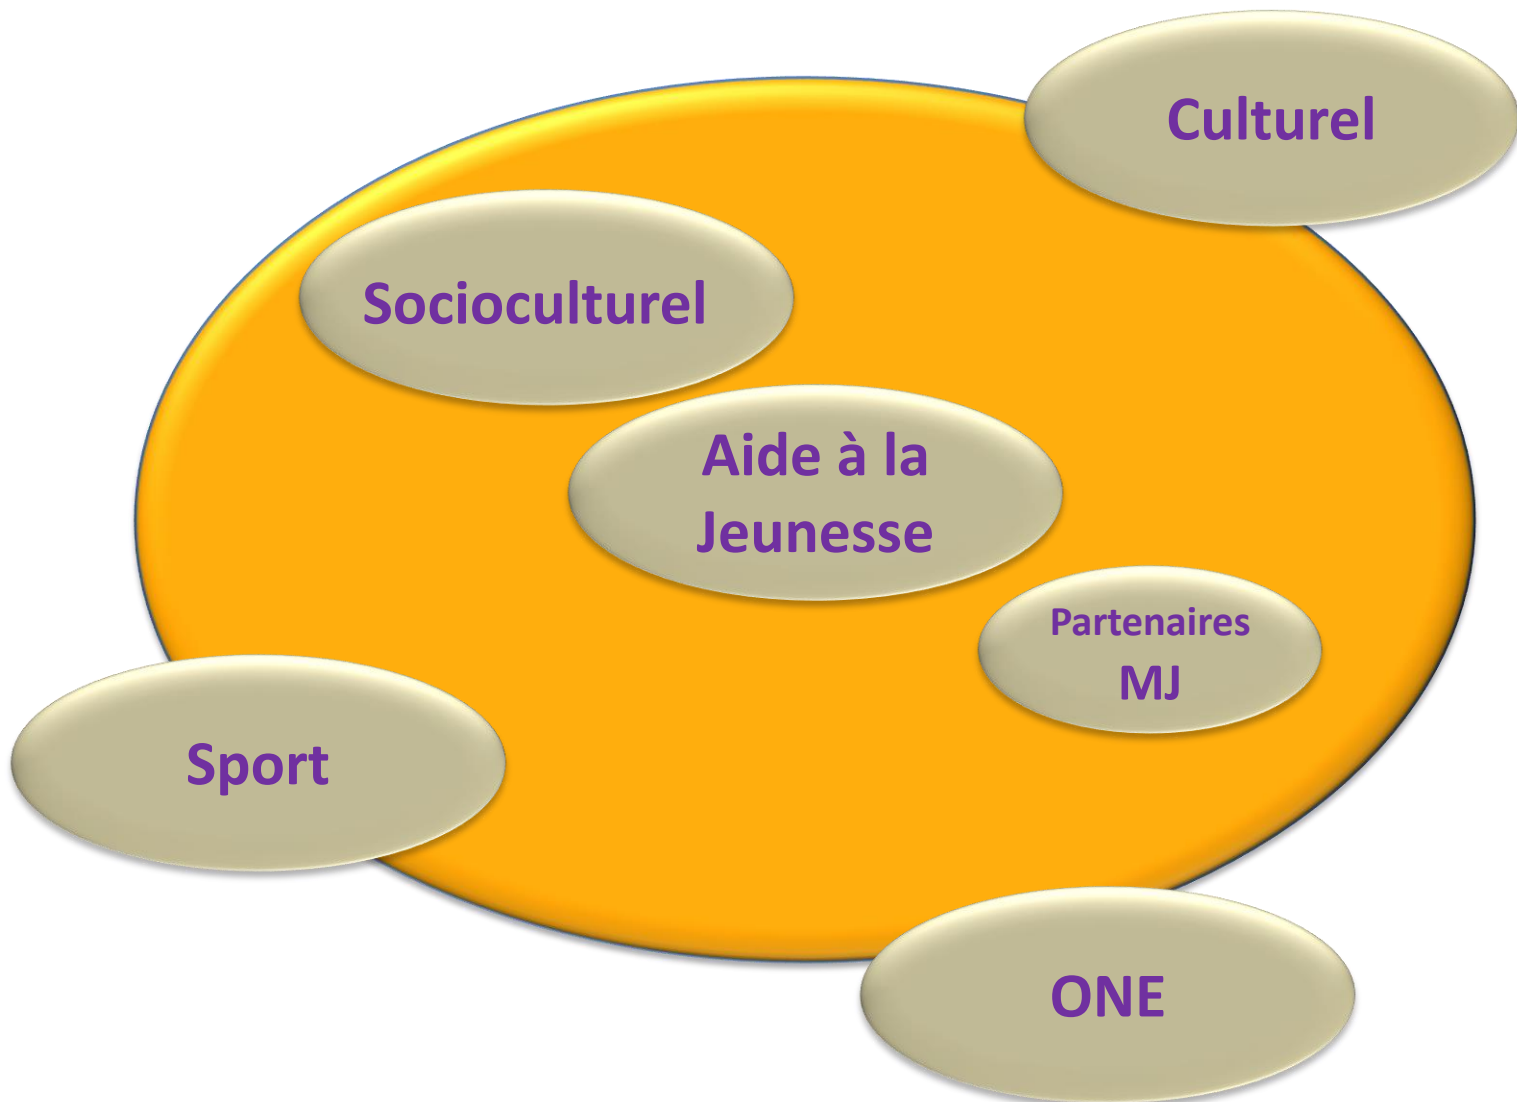 Culturel
Socioculturel
Aide à la
Jeunesse
Partenaires
MJ
Sport
ONE